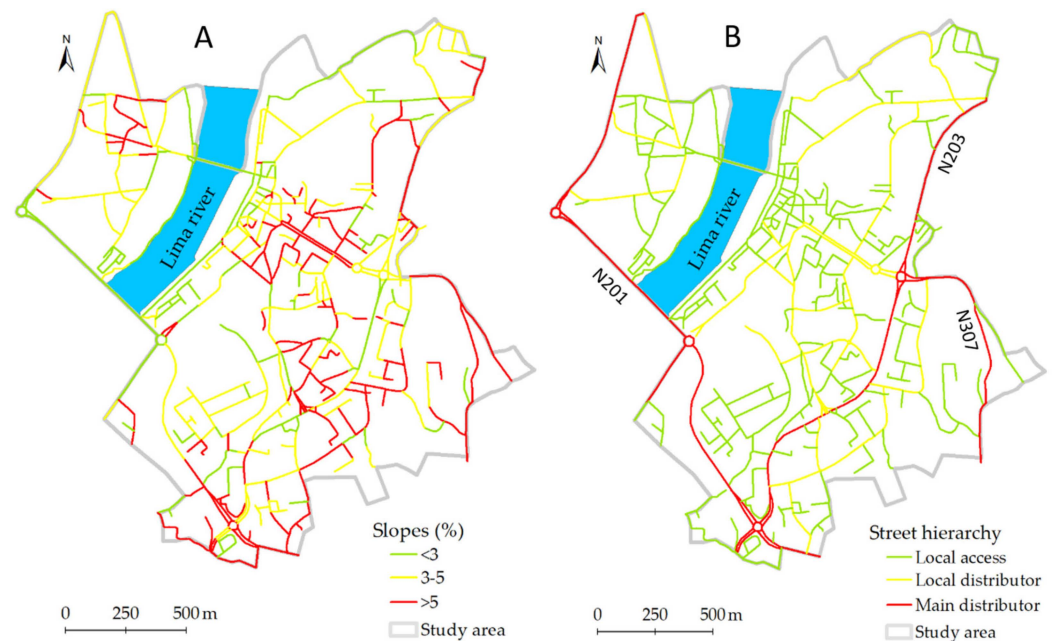 A
N
Lima river
Slopes (%)
<3
3-5
>5
Study area
0 250 500 m
B
N
N203
Lima river
N201
N307
Street hierarchy
Local access
Local distributor
Main distributor
Study area
0 250 500 m